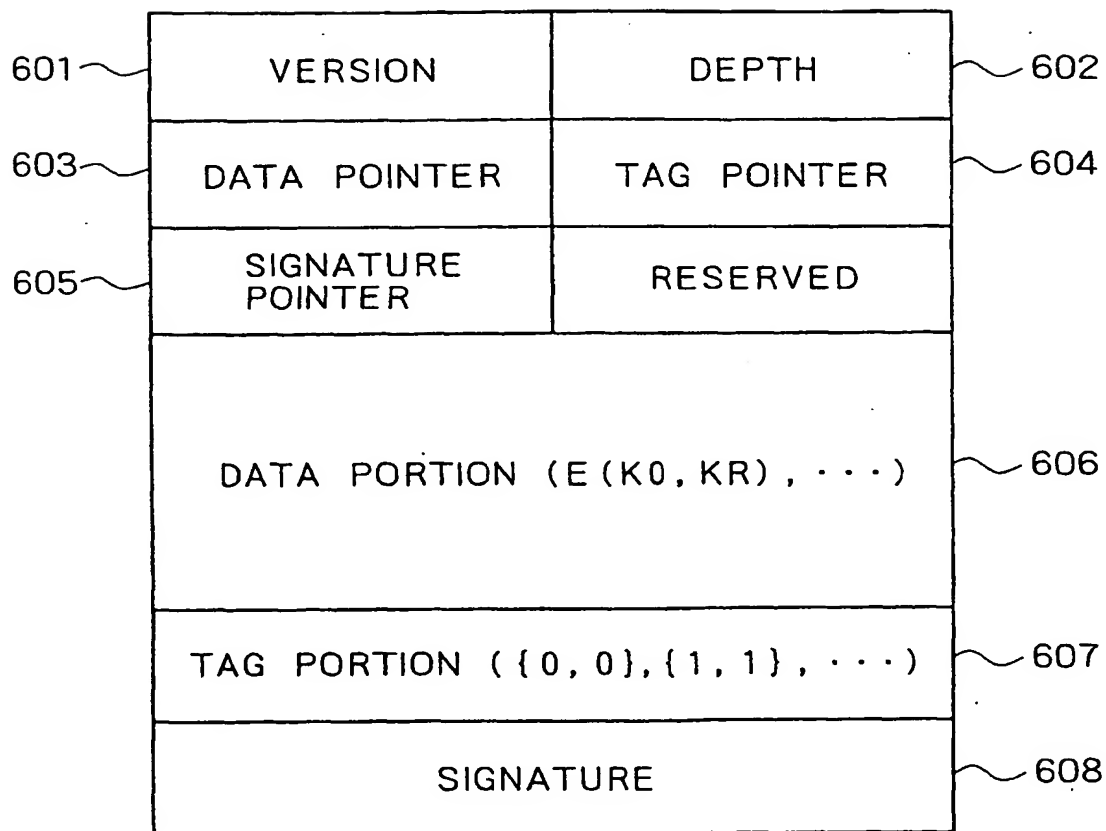 601 VERSION DEPTH 602
603 DATA POINTER TAG POINTER 604
605 SIGNATURE POINTER RESERVED
DATA PORTION (E(K0, KR), ···) 606
TAG PORTION ({0, 0}, {1, 1}, ···) 607
SIGNATURE 608